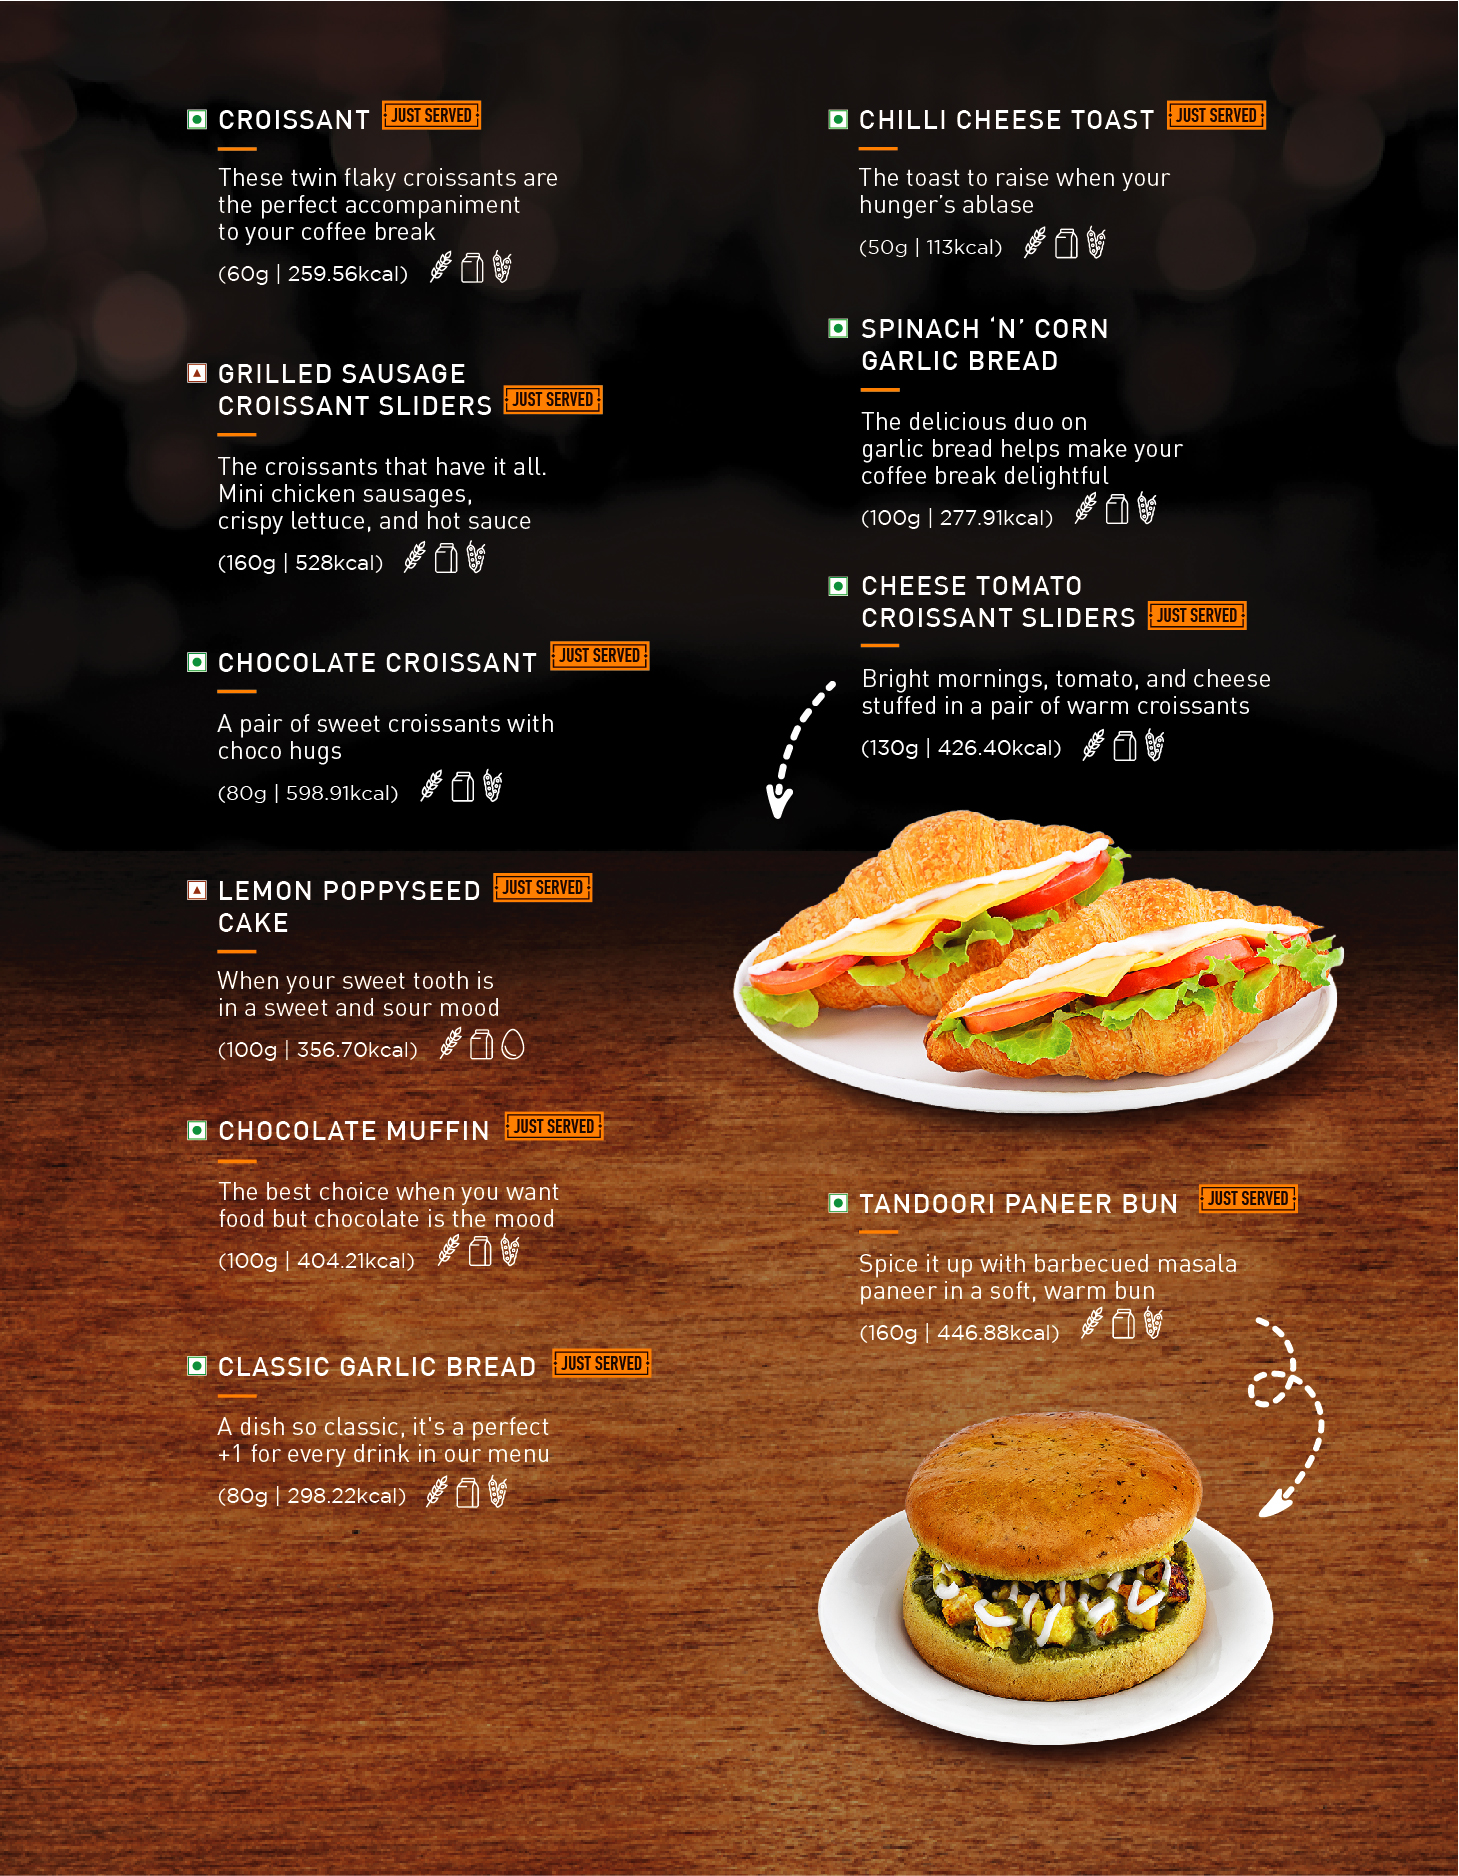 CROISSANT JUST SERVED
These twin flaky croissants are
the perfect accompaniment
to your coffee break
(60g | 259.56kcal)
GRILLED SAUSAGE
CROISSANT SLIDERS JUST SERVED
The croissants that have it all.
Mini chicken sausages,
crispy lettuce, and hot sauce
(160g | 528kcal)
CHOCOLATE CROISSANT JUST SERVED
A pair of sweet croissants with
choco hugs
(80g | 598.91kcal)
LEMON POPPYSEED JUST SERVED
CAKE
When your sweet tooth is
in a sweet and sour mood
(100g | 356.70kcal)
CHOCOLATE MUFFIN JUST SERVED
The best choice when you want
food but chocolate is the mood
(100g | 404.21kcal)
CLASSIC GARLIC BREAD JUST SERVED
A dish so classic, it's a perfect
+1 for every drink in our menu
(80g | 298.22kcal)
CHILLI CHEESE TOAST JUST SERVED
The toast to raise when your
hunger’s ablase
(50g | 113kcal)
SPINACH ‘N’ CORN
GARLIC BREAD
The delicious duo on
garlic bread helps make your
coffee break delightful
(100g | 277.91kcal)
CHEESE TOMATO
CROISSANT SLIDERS JUST SERVED
Bright mornings, tomato, and cheese
stuffed in a pair of warm croissants
(130g | 426.40kcal)
TANDOORI PANEER BUN JUST SERVED
Spice it up with barbecued masala
paneer in a soft, warm bun
(160g | 446.88kcal)